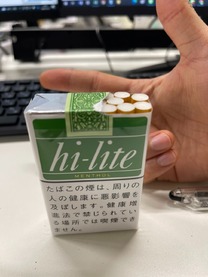 hi-lite
MENTHOL
たばこの煙は、周りの
人の健康に悪影響を
及ぼします。健康増
進法で禁じられてい
る場所では喫煙でき
ません。